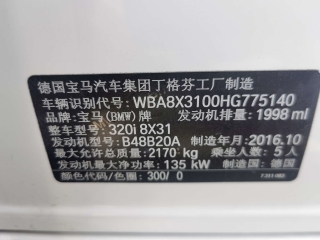 德国宝马汽车集团丁格芬工厂制造
车辆识别代号:WBA8X3100HG775140
品牌:宝马(BMW)牌 发动机排量:1998 ml
整车型号:320i 8X31
发动机型号:B48B20A 制造年月:2016.10
最大允许总质量:2170 kg 乘坐人数:5 人
发动机最大净功率:135 kW 制造国:德国
颜色代码/色面:300/ 0